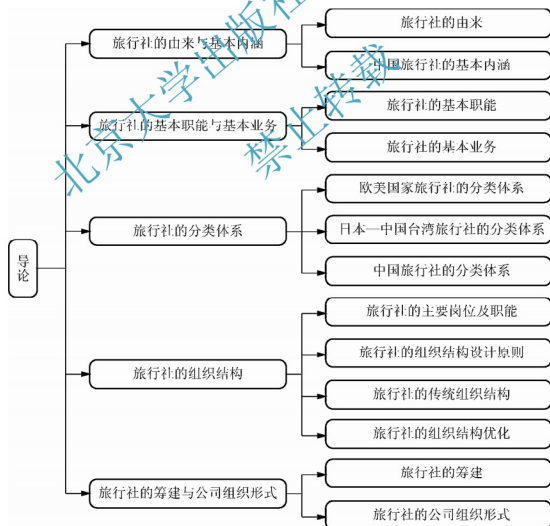 导论
旅行社的由来与基本内涵
旅行社的由来
中国旅行社的基本内涵
旅行社的基本职能与基本业务
旅行社的基本职能
旅行社的基本业务
旅行社的分类体系
欧美国家旅行社的分类体系
日本—中国台湾旅行社的分类体系
中国旅行社的分类体系
旅行社的组织结构
旅行社的主要岗位及职能
旅行社的组织结构设计原则
旅行社的传统组织结构
旅行社的组织结构优化
旅行社的筹建与公司组织形式
旅行社的筹建
旅行社的公司组织形式
北京大学出版社
禁止转载